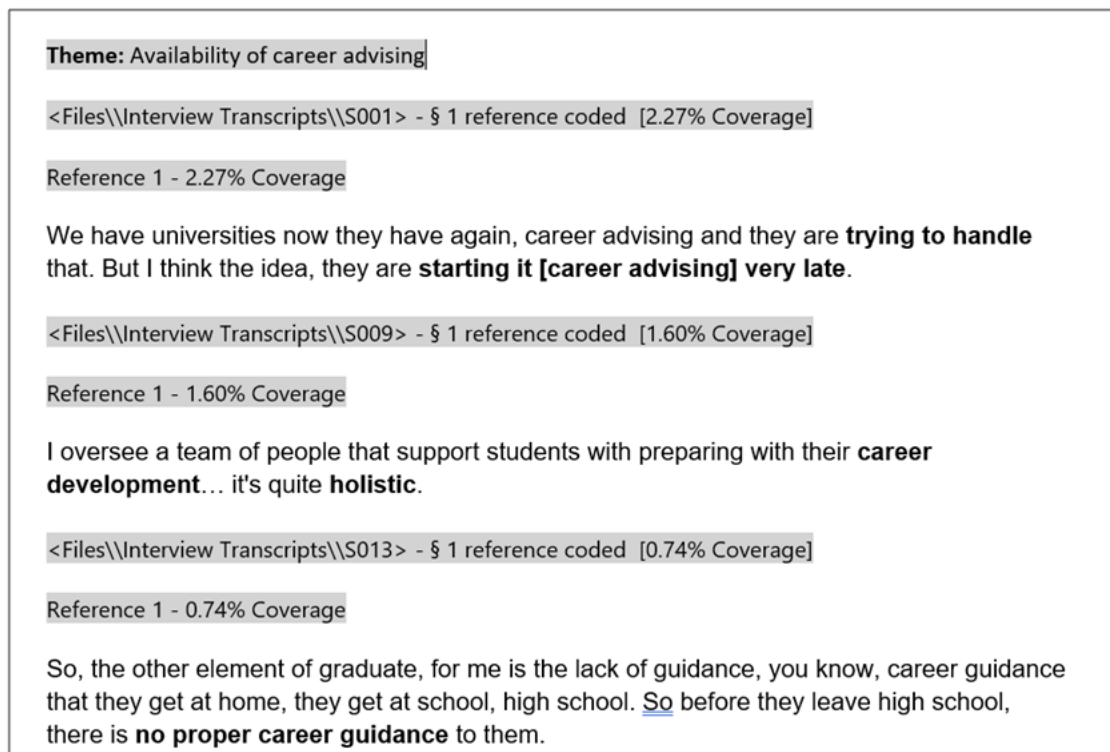 Theme: Availability of career advising
<Files\\Interview Transcripts\\S001> - § 1 reference coded  [2.27% Coverage]
Reference 1 - 2.27% Coverage
We have universities now they have again, career advising and they are trying to handle
that. But I think the idea, they are starting it [career advising] very late.
<Files\\Interview Transcripts\\S009> - § 1 reference coded  [1.60% Coverage]
Reference 1 - 1.60% Coverage
I oversee a team of people that support students with preparing with their career
development… it's quite holistic.
<Files\\Interview Transcripts\\S013> - § 1 reference coded  [0.74% Coverage]
Reference 1 - 0.74% Coverage
So, the other element of graduate, for me is the lack of guidance, you know, career guidance
that they get at home, they get at school, high school. So before they leave high school,
there is no proper career guidance to them.